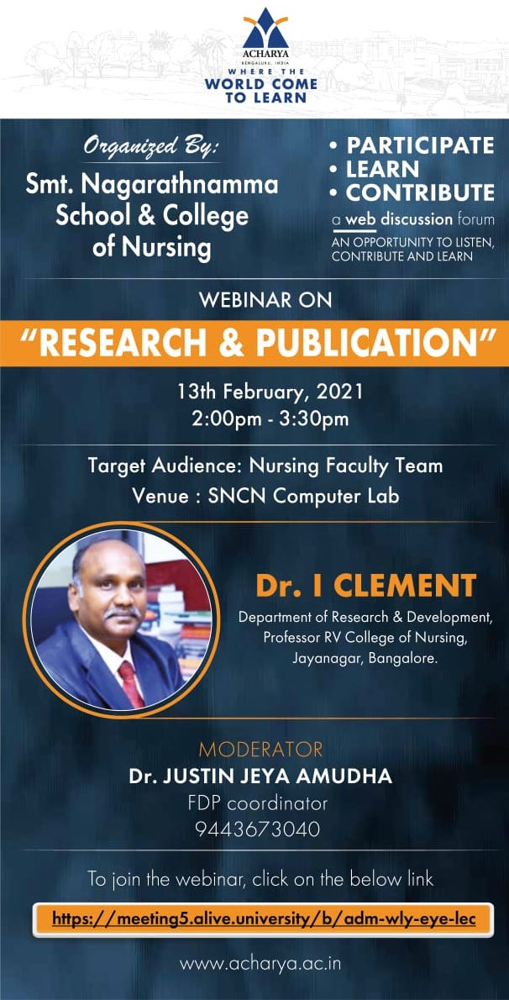 ACHARYA
BENGALURU, INDIA
WHERE THE
WORLD COME
TO LEARN
Organized By:
Smt. Nagarathnamma
School & College
of Nursing
• PARTICIPATE
• LEARN
• CONTRIBUTE
a web discussion forum
AN OPPORTUNITY TO LISTEN,
CONTRIBUTE AND LEARN
WEBINAR ON
“RESEARCH & PUBLICATION”
13th February, 2021
2:00pm - 3:30pm
Target Audience: Nursing Faculty Team
Venue : SNCN Computer Lab
Dr. I CLEMENT
Department of Research & Development,
Professor RV College of Nursing,
Jayanagar, Bangalore.
MODERATOR
Dr. JUSTIN JEYA AMUDHA
FDP coordinator
9443673040
To join the webinar, click on the below link
https://meeting5.alive.university/b/adm-wly-eye-lec
www.acharya.ac.in